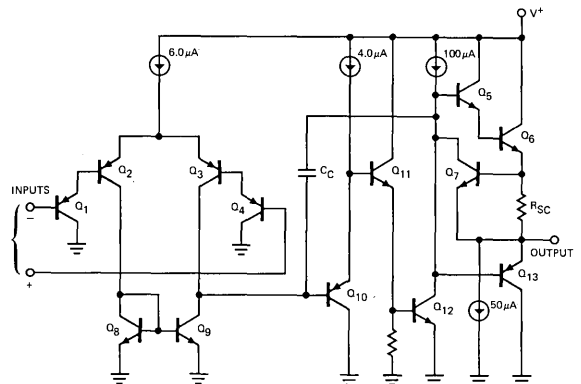 V+
6.0µA
4.0µA
100µA
Q5
Q6
Q2
Q3
CC
Q11
Q7
INPUTS
−
Q1
Q4
RSC
+
OUTPUT
Q10
Q13
Q8
Q9
Q12
50µA